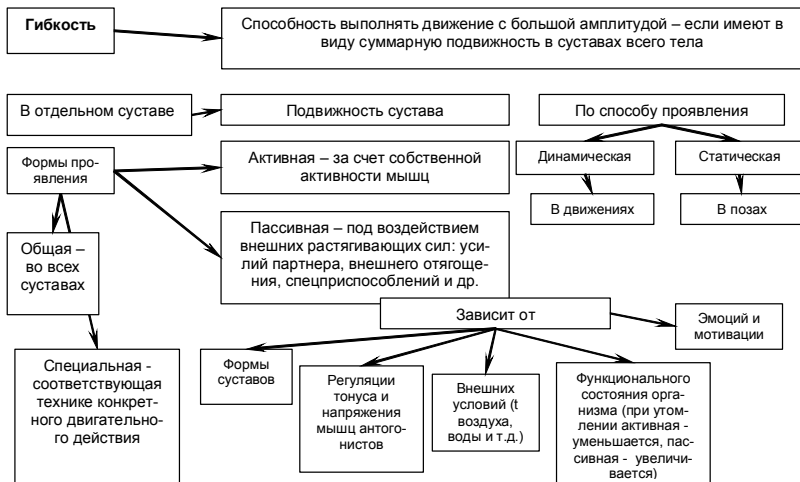 Гибкость
Способность выполнять движение с большой амплитудой – если имеют в
виду суммарную подвижность в суставах всего тела
В отдельном суставе
Подвижность сустава
По способу проявления
Формы про-
явления
Активная – за счет собственной
активности мышц
Динамическая
Статическая
В движениях
В позах
Общая –
во всех
суставах
Пассивная – под воздействием
внешних растягивающих сил: уси-
лий партнера, внешнего отягоще-
ния, спецприспособлений и др.
Зависит от
Эмоций и
мотивации
Специальная -
соответствующая
технике конкрет-
ного двигательно-
го действия
Формы
суставов
Регуляции
тонуса и
напряжения
мышц антого-
нистов
Внешних
условий (t
воздуха,
воды и т.д.)
Функционального
состояния орга-
низма (при утом-
лении активная -
уменьшается, пас-
сивная - увеличи-
вается)